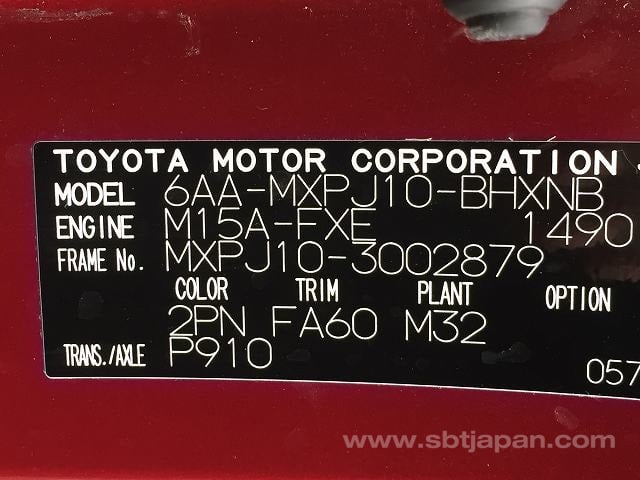 TOYOTA MOTOR CORPORATION
MODEL 6AA-MXPJ10-BHXNB
ENGINE M15A-FXE 1490
FRAME No. MXPJ10-3002879
COLOR TRIM PLANT OPTION
2PN FA60 M32
TRANS./AXLE P910
057
www.sbtjapan.com